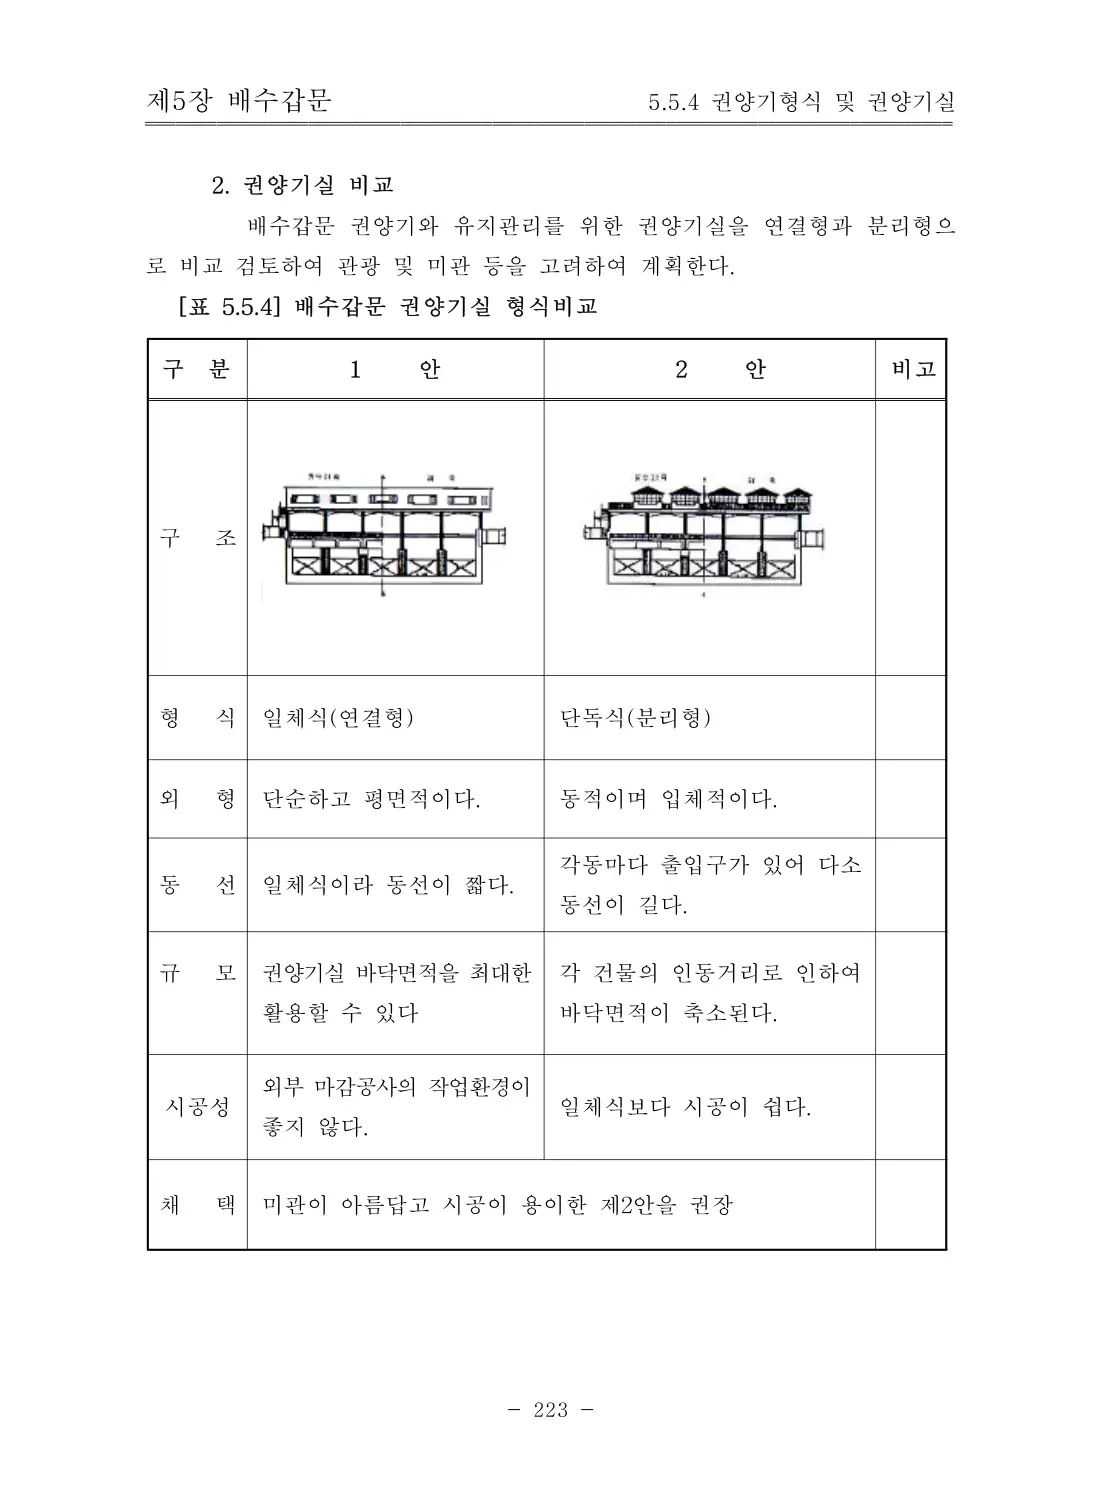 제5장 배수갑문
5.5.4 권양기형식 및 권양기실
2. 권양기실 비교
배수갑문 권양기와 유지관리를 위한 권양기실을 연결형과 분리형으
로 비교 검토하여 관광 및 미관 등을 고려하여 계획한다.
[표 5.5.4] 배수갑문 권양기실 형식비교
구 분 1 안 2 안 비고
구 조
형 식 일체식(연결형) 단독식(분리형)
외 형 단순하고 평면적이다. 동적이며 입체적이다.
동 선 일체식이라 동선이 짧다. 각동마다 출입구가 있어 다소
동선이 길다.
규 모 권양기실 바닥면적을 최대한
활용할 수 있다
각 건물의 인동거리로 인하여
바닥면적이 축소된다.
시공성 외부 마감공사의 작업환경이
좋지 않다.
일체식보다 시공이 쉽다.
채 택 미관이 아름답고 시공이 용이한 제2안을 권장
- 223 -